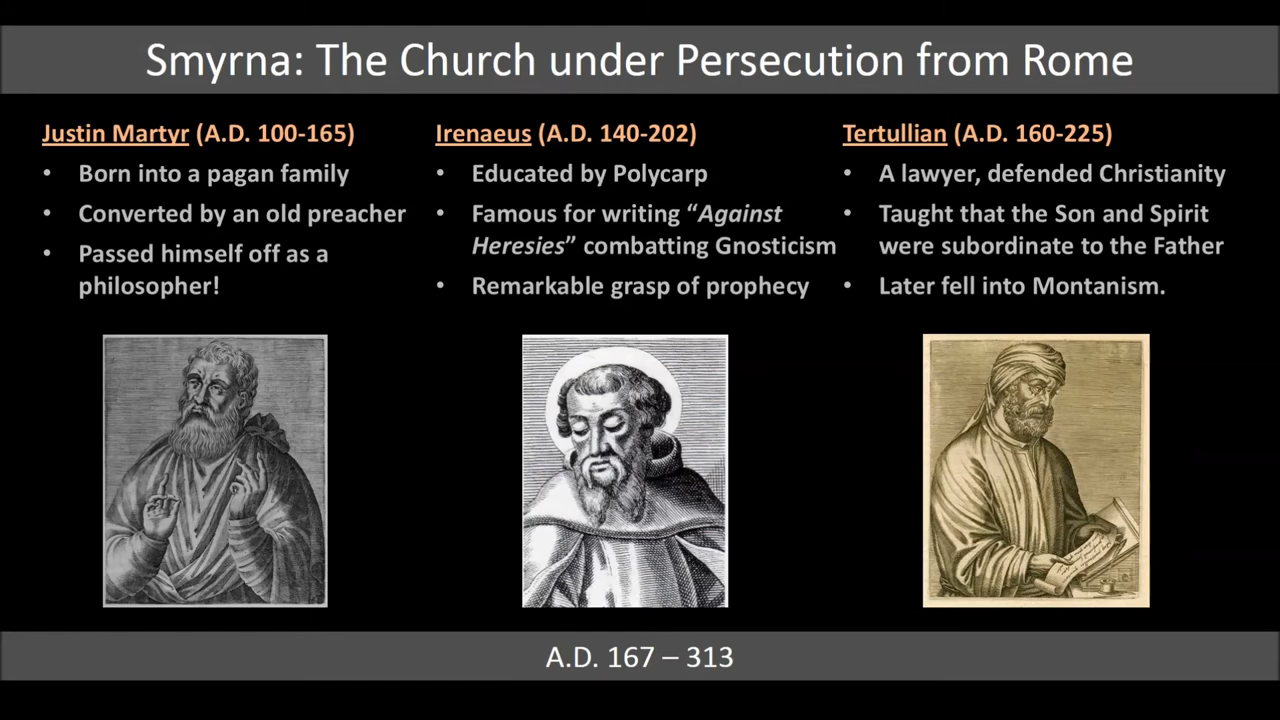 Smyrna: The Church under Persecution from Rome
Justin Martyr (A.D. 100-165)
• Born into a pagan family
• Converted by an old preacher
• Passed himself off as a
philosopher!
Irenaeus (A.D. 140-202)
• Educated by Polycarp
• Famous for writing “Against
Heresies” combatting Gnosticism
• Remarkable grasp of prophecy
Tertullian (A.D. 160-225)
• A lawyer, defended Christianity
• Taught that the Son and Spirit
were subordinate to the Father
• Later fell into Montanism.
A.D. 167 – 313